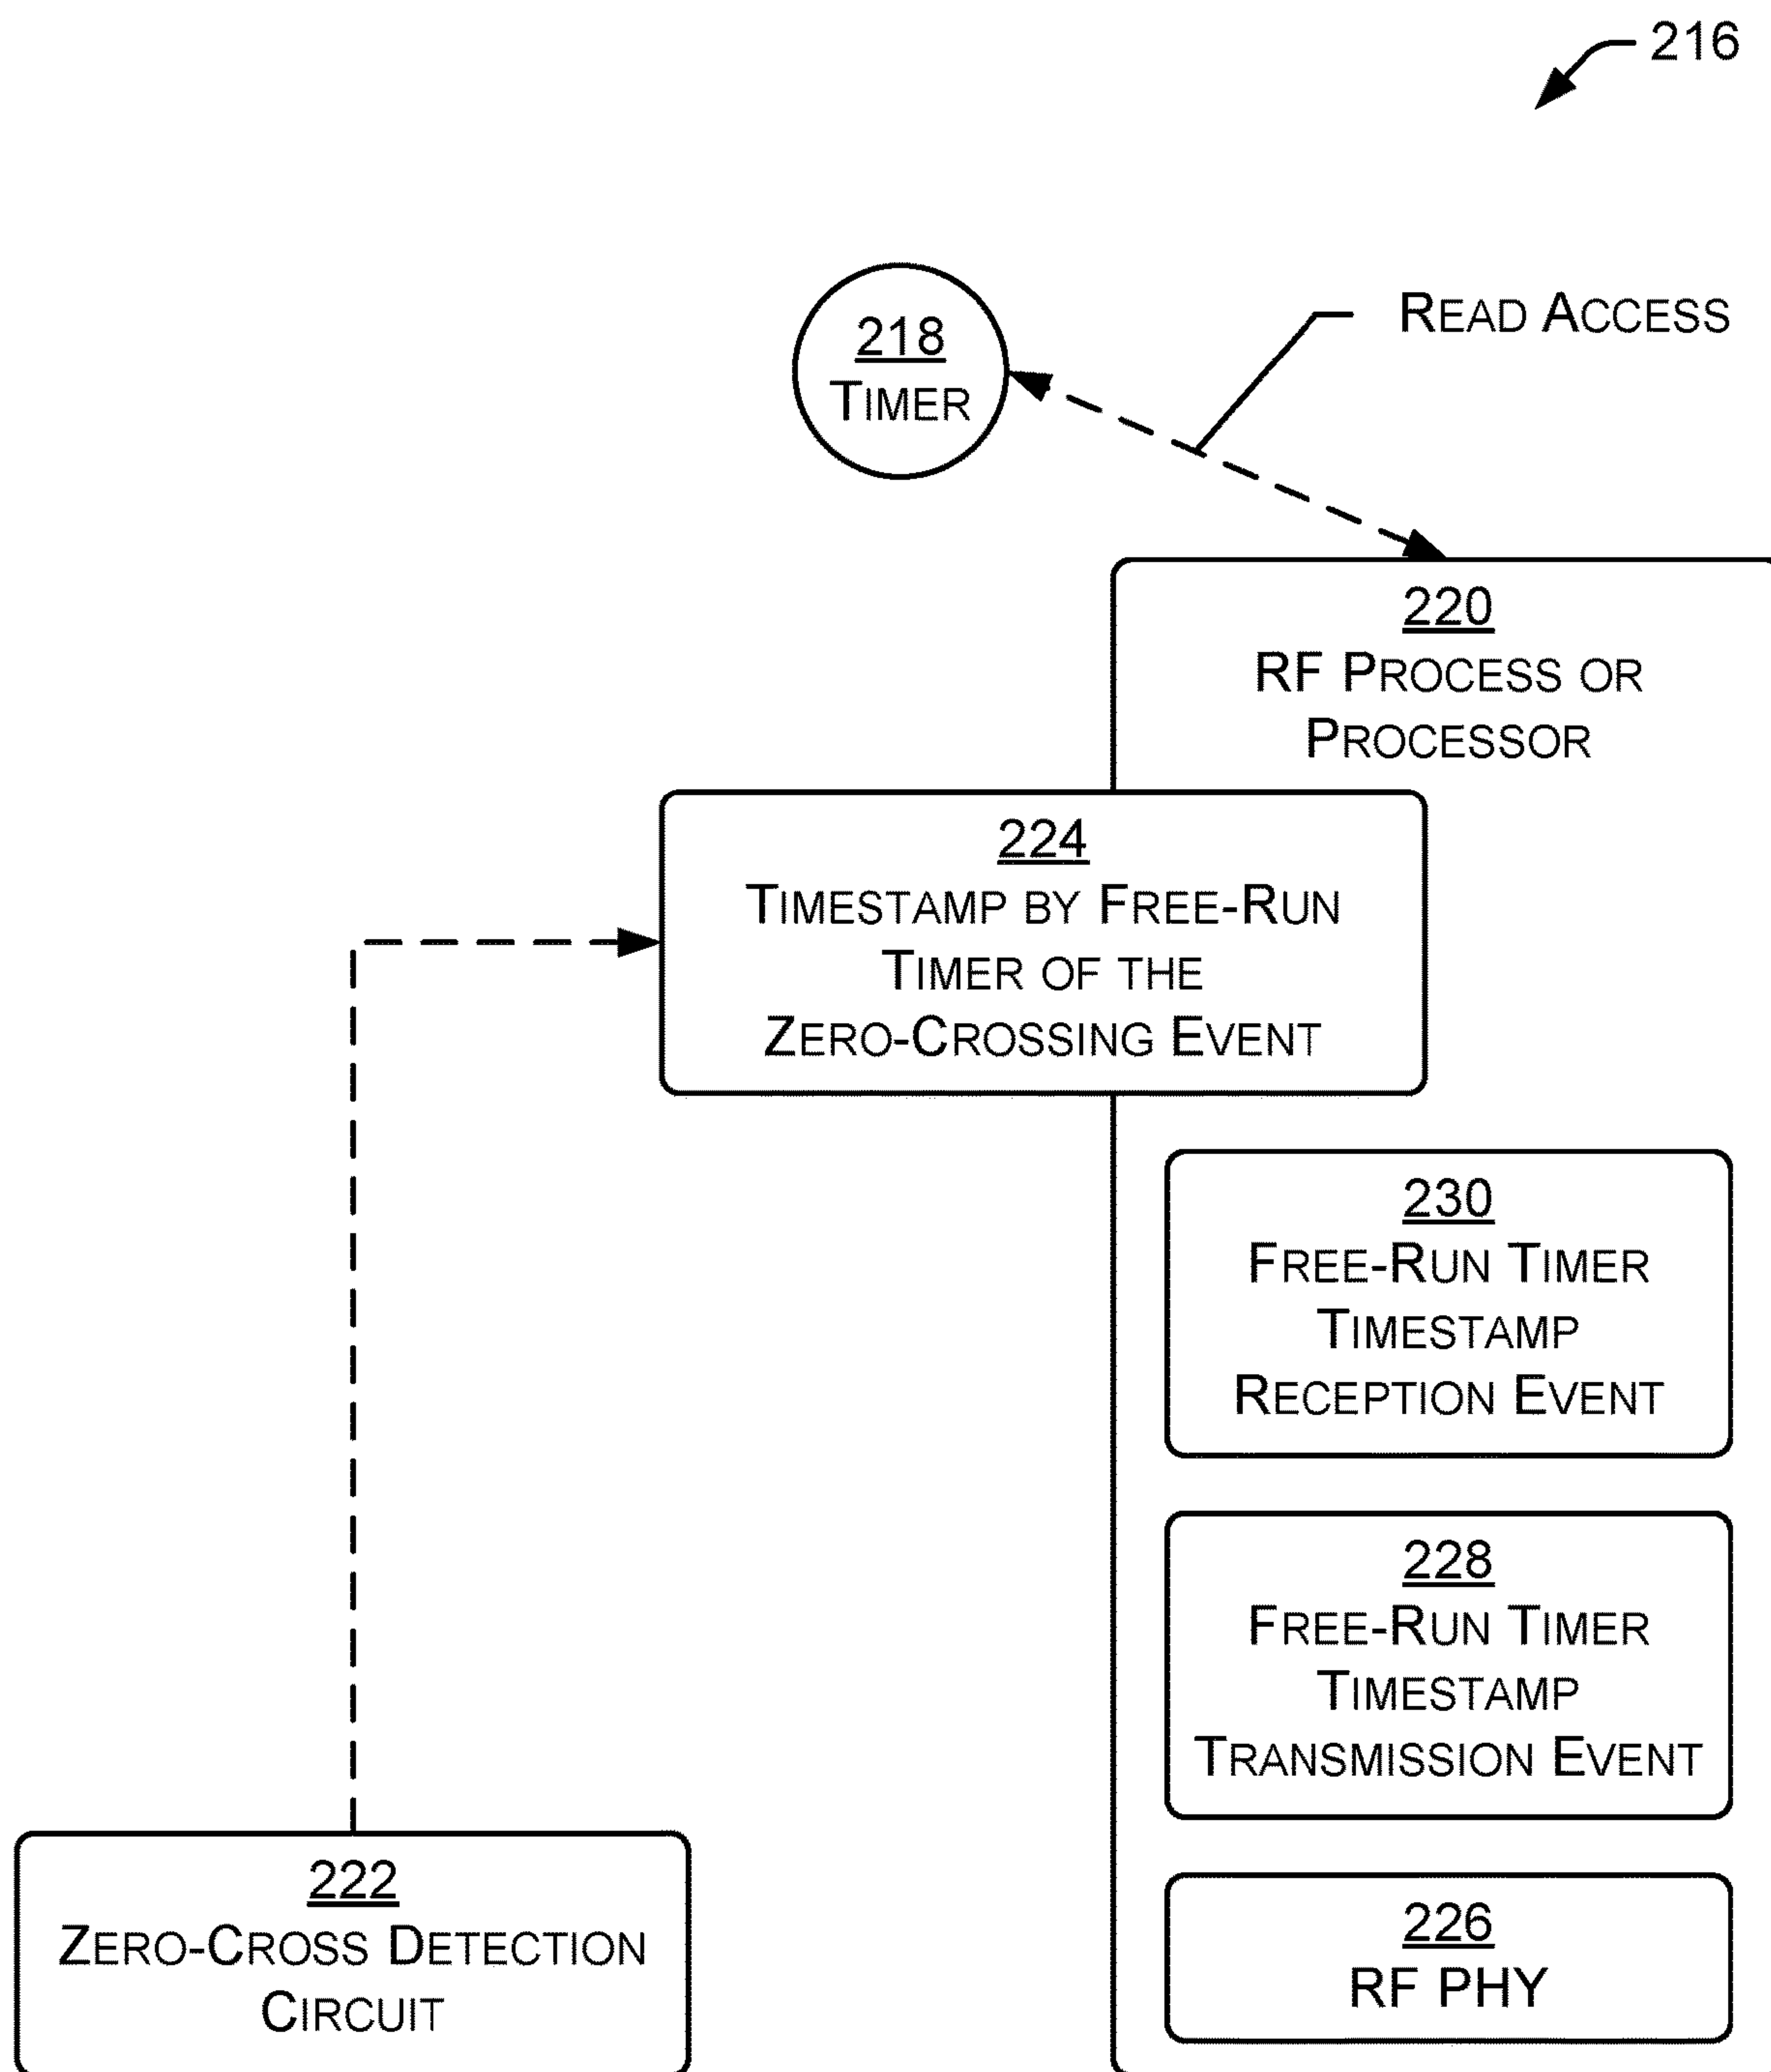 216
218
TIMER
READ ACCESS
220
RF PROCESS OR
PROCESSOR
224
TIMESTAMP BY FREE-RUN
TIMER OF THE
ZERO-CROSSING EVENT
230
FREE-RUN TIMER
TIMESTAMP
RECEPTION EVENT
228
FREE-RUN TIMER
TIMESTAMP
TRANSMISSION EVENT
222
ZERO-CROSS DETECTION
CIRCUIT
226
RF PHY